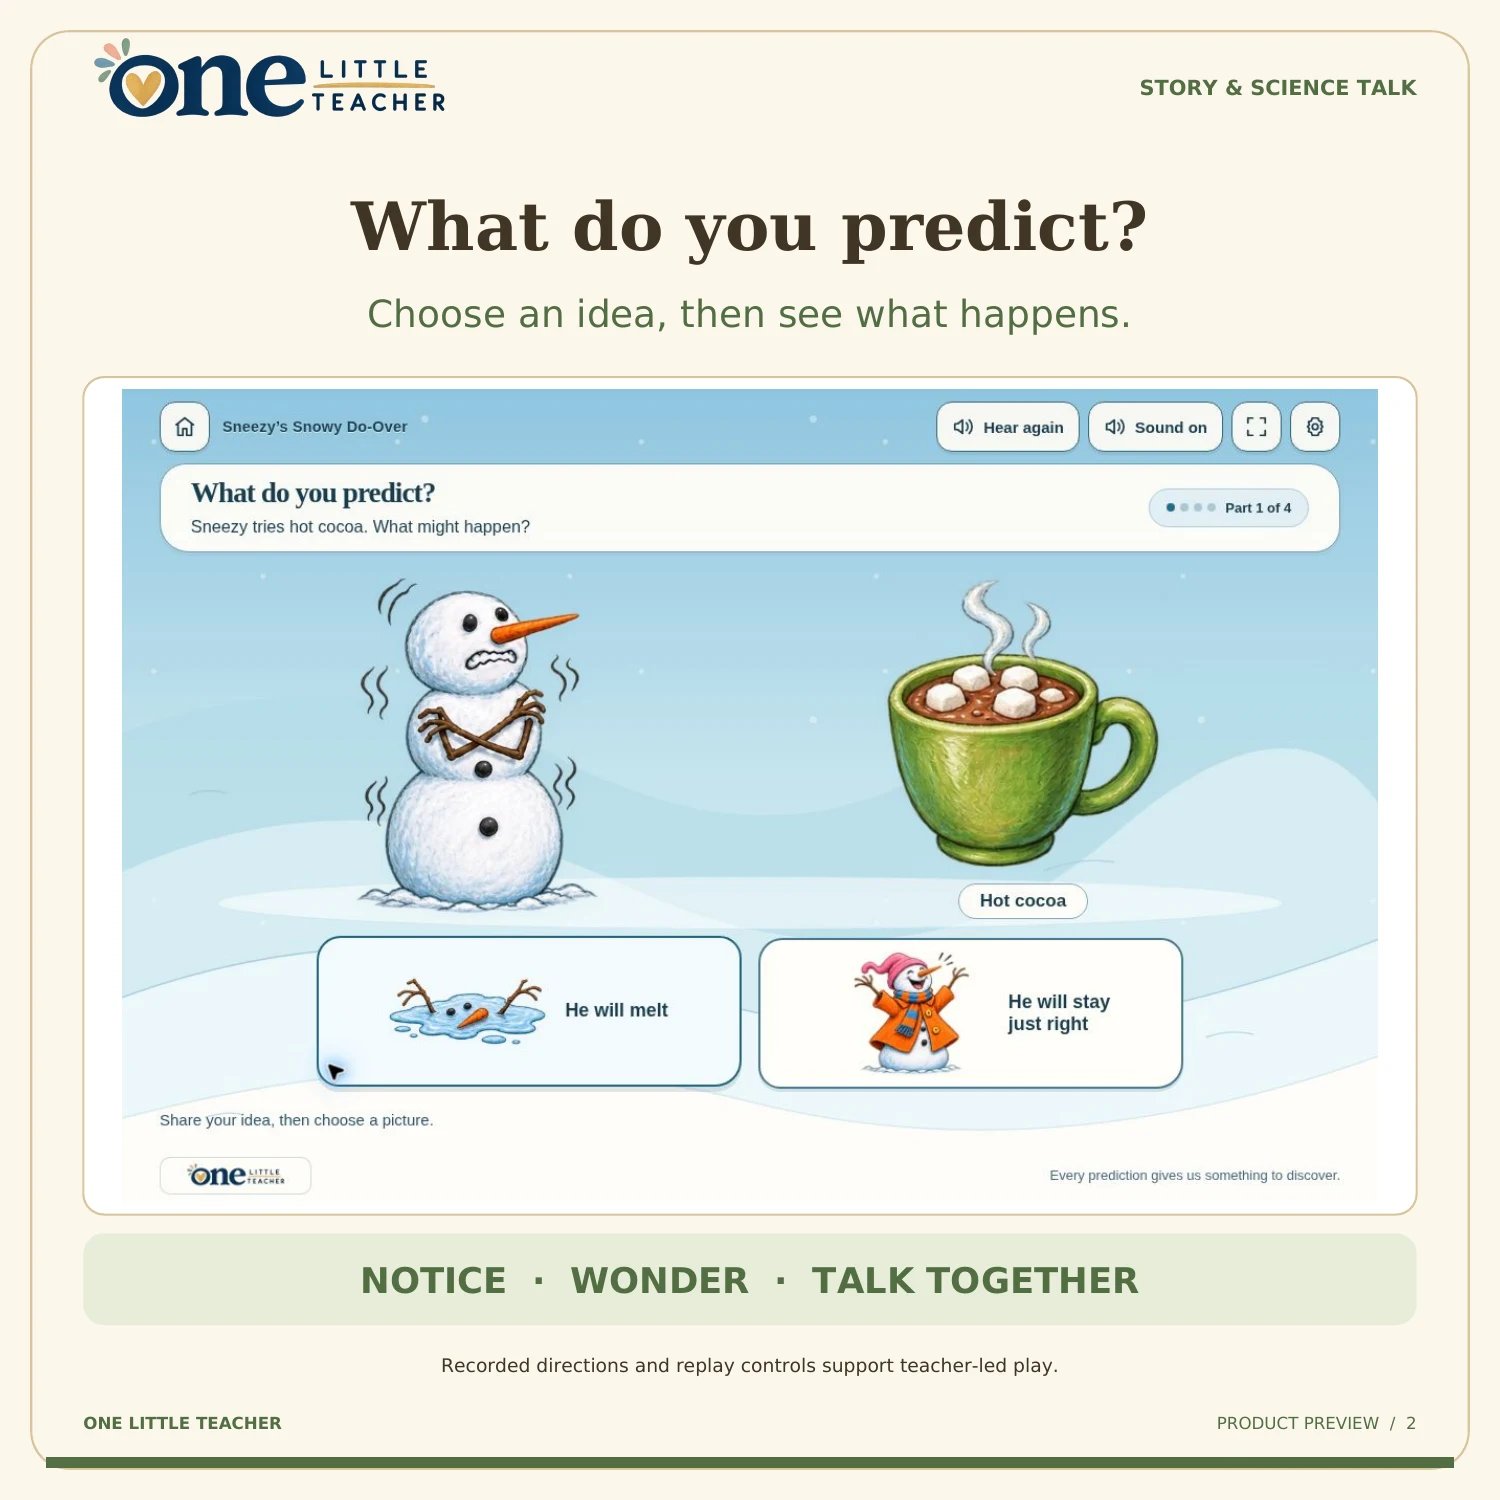 one LITTLE TEACHER
STORY & SCIENCE TALK
What do you predict?
Choose an idea, then see what happens.
Sneezy's Snowy Do-Over
Hear again
Sound on
What do you predict?
Sneezy tries hot cocoa. What might happen?
Part 1 of 4
Hot cocoa
He will melt
He will stay
just right
Share your idea, then choose a picture.
one LITTLE TEACHER
Every prediction gives us something to discover.
NOTICE · WONDER · TALK TOGETHER
Recorded directions and replay controls support teacher-led play.
ONE LITTLE TEACHER
PRODUCT PREVIEW / 2